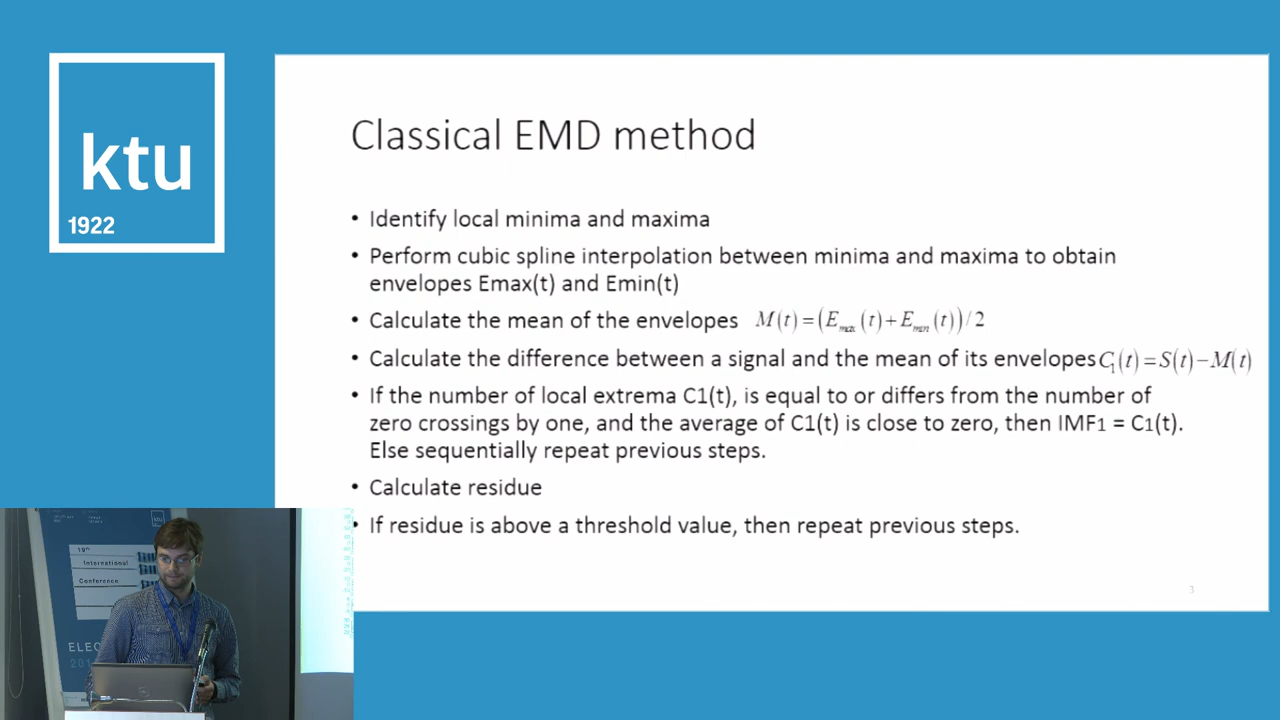 ktu
1922
Classical EMD method
• Identify local minima and maxima
• Perform cubic spline interpolation between minima and maxima to obtain
envelopes Emax(t) and Emin(t)
• Calculate the mean of the envelopes M(t)=(E_max(t)+E_min(t))/2
• Calculate the difference between a signal and the mean of its envelopes C₁(t)=S(t)−M(t)
• If the number of local extrema C1(t), is equal to or differs from the number of
zero crossings by one, and the average of C1(t) is close to zero, then IMF1 = C1(t).
Else sequentially repeat previous steps.
• Calculate residue
• If residue is above a threshold value, then repeat previous steps.
3
19th
International
Conference